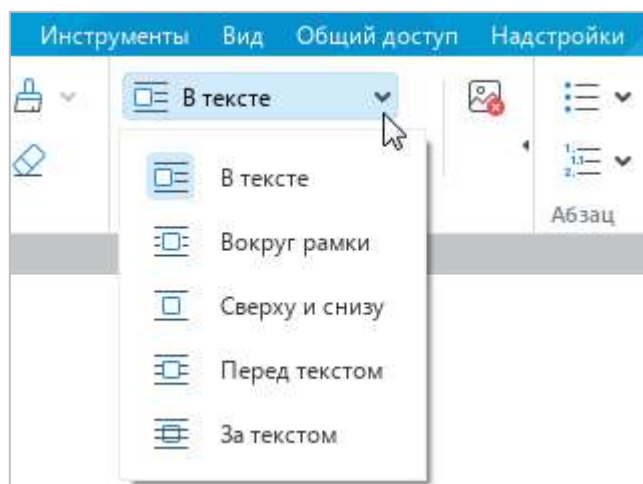 Инструменты Вид Общий доступ Надстройки
В тексте
Абзац
В тексте
Вокруг рамки
Сверху и снизу
Перед текстом
За текстом